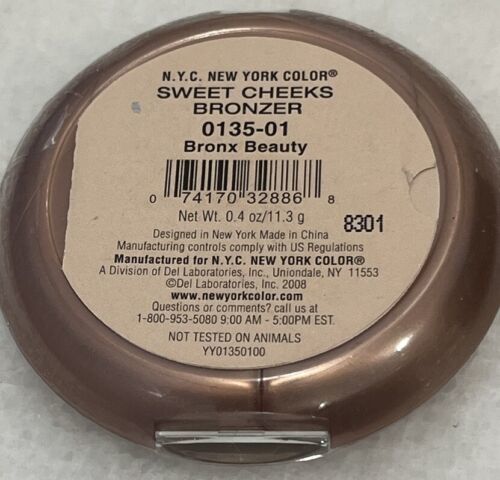 N.Y.C. NEW YORK COLOR®
SWEET CHEEKS
BRONZER
0135-01
Bronx Beauty
0 74170 32886 8
Net Wt. 0.4 oz/11.3 g
8301
Designed in New York Made in China
Manufacturing controls comply with US Regulations
Manufactured for N.Y.C. NEW YORK COLOR®
A Division of Del Laboratories, Inc., Uniondale, NY 11553
©Del Laboratories, Inc. 2008
www.newyorkcolor.com
Questions or comments? call us at
1-800-953-5080 9:00 AM - 5:00PM EST.
NOT TESTED ON ANIMALS
YY01350100